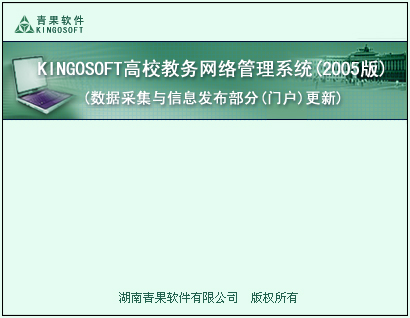 青果软件
KINGOSOFT
KINGOSOFT高校教务网络管理系统(2005版)
(数据采集与信息发布部分(门户)更新)
湖南青果软件有限公司 版权所有